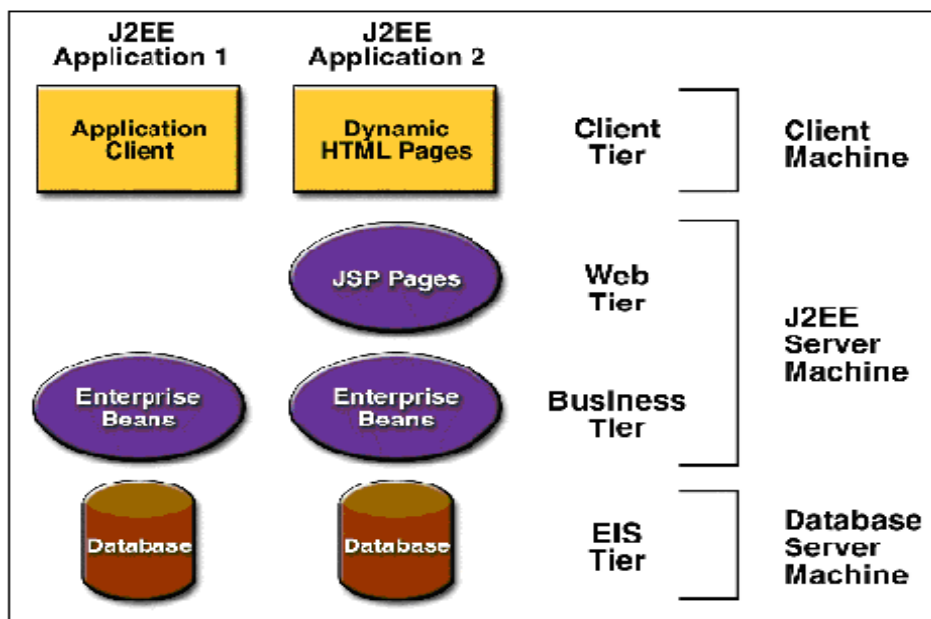 J2EE
Application 1
J2EE
Application 2
Application
Client
Dynamic
HTML Pages
Client
Tier
Client
Machine
JSP Pages
Web
Tier
J2EE
Server
Machine
Enterprise
Beans
Enterprise
Beans
Business
Tier
Database
Database
EIS
Tier
Database
Server
Machine